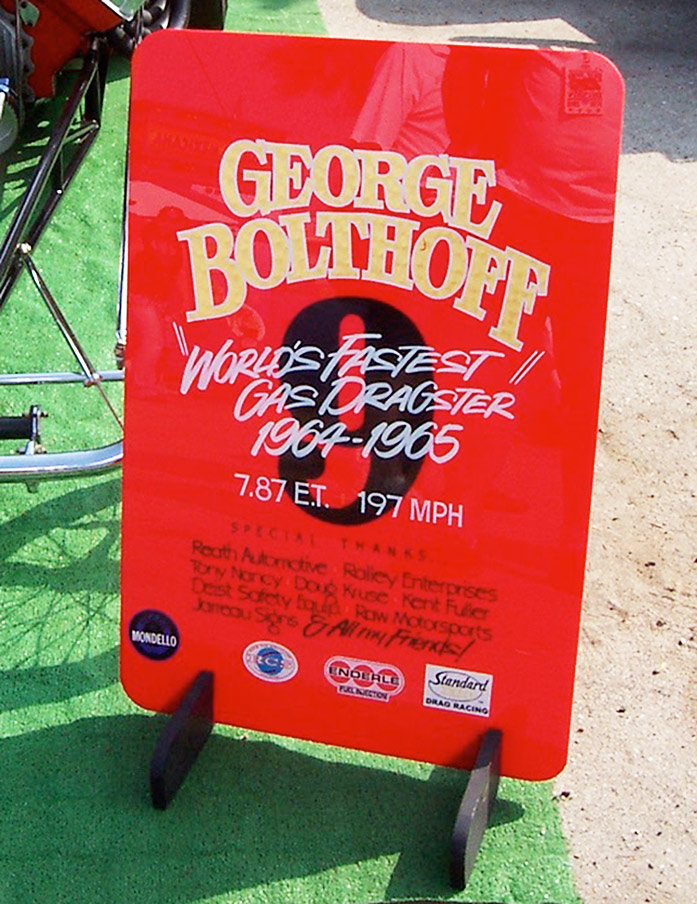 GEORGE
BOLTHOFF
9
"WORLD'S FASTEST"
GAS DRAGSTER
1964-1965
7.87 E.T. 197 MPH
SPECIAL THANKS
Reath Automotive Railey Enterprises
Tony Nancy Doug Kruse Kent Fuller
Deist Safety Equip. Raw Motorsports
Jarreau Signs & All my Friends!
MONDELLO
ENDERLE
FUEL INJECTION
Standard
DRAG RACING